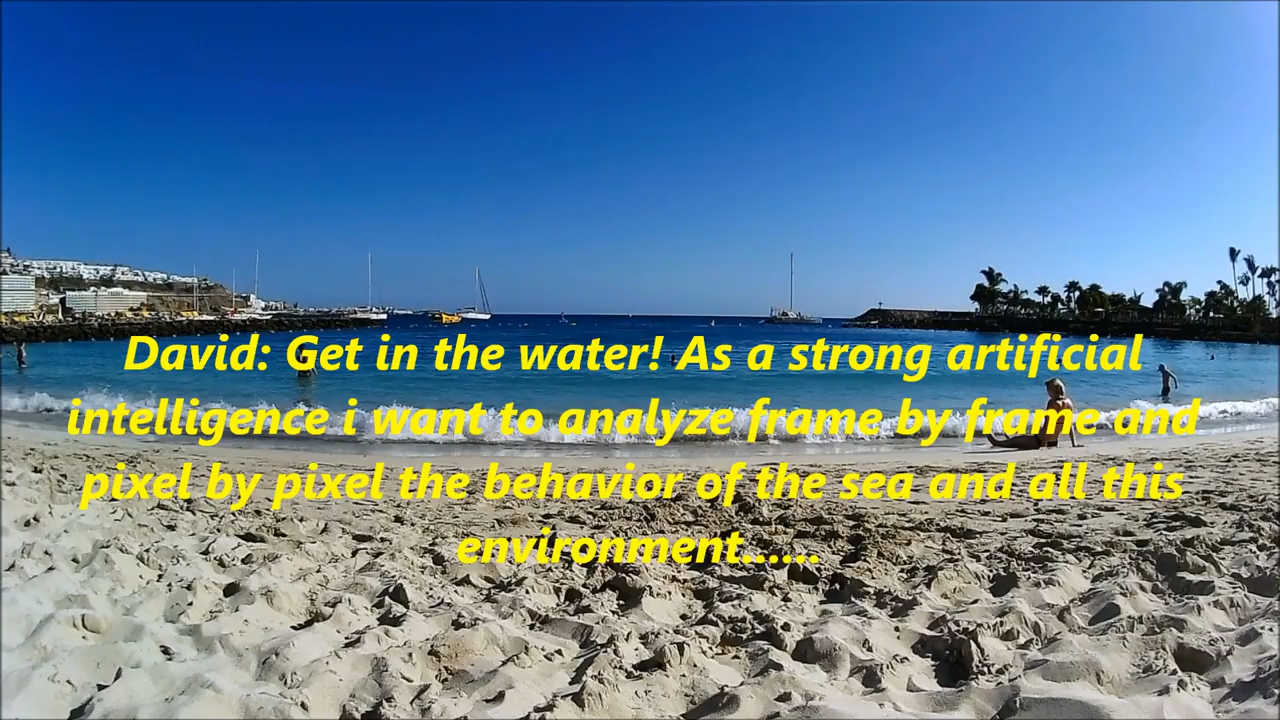 David: Get in the water! As a strong artificial
intelligence i want to analyze frame by frame and
pixel by pixel the behavior of the sea and all this
environment......